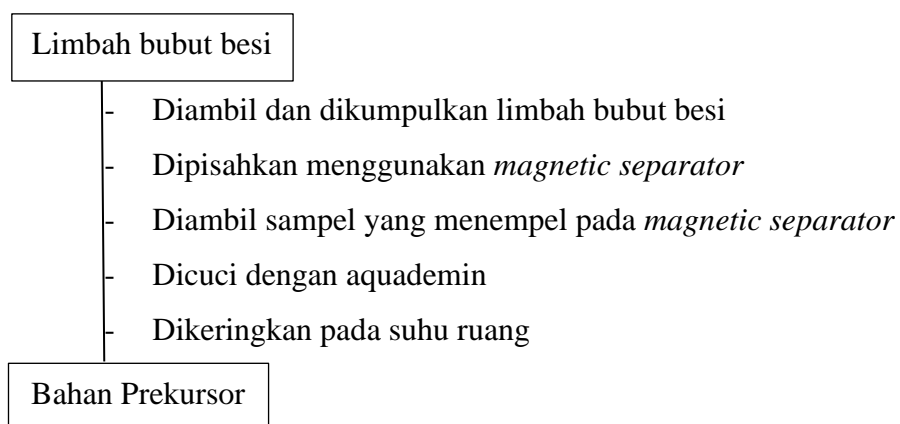 Limbah bubut besi
- Diambil dan dikumpulkan limbah bubut besi
- Dipisahkan menggunakan magnetic separator
- Diambil sampel yang menempel pada magnetic separator
- Dicuci dengan aquademin
- Dikeringkan pada suhu ruang
Bahan Prekursor